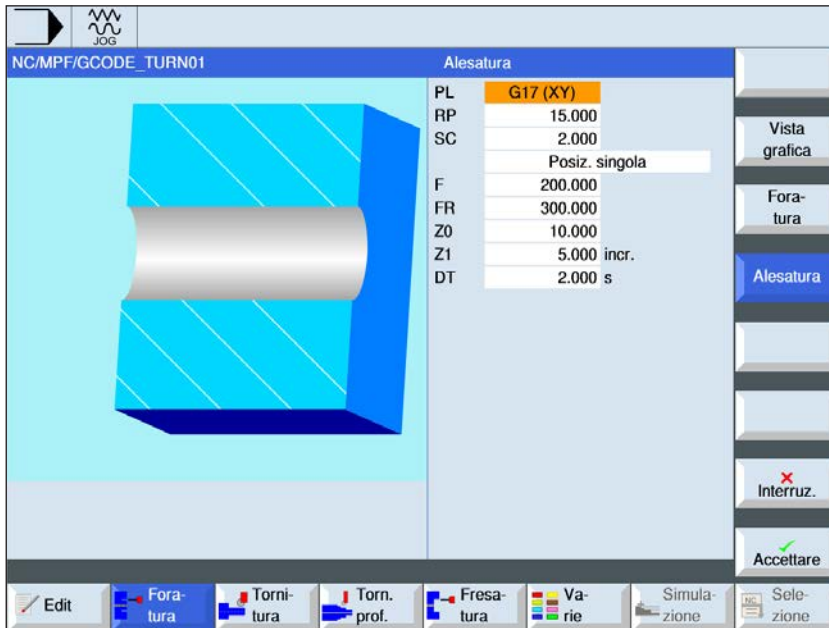 JOG
NC/MPF/GCODE_TURN01
Alesatura
PL G17 (XY)
RP 15.000
SC 2.000
Posiz. singola
F 200.000
FR 300.000
Z0 10.000
Z1 5.000 incr.
DT 2.000 s
Vista
grafica
Fora-
tura
Alesatura
Interruz.
Accettare
Edit
Fora-
tura
Torni-
tura
Torn.
prof.
Fresa-
tura
Va-
rie
Simula-
zione
NC
Sele-
zione